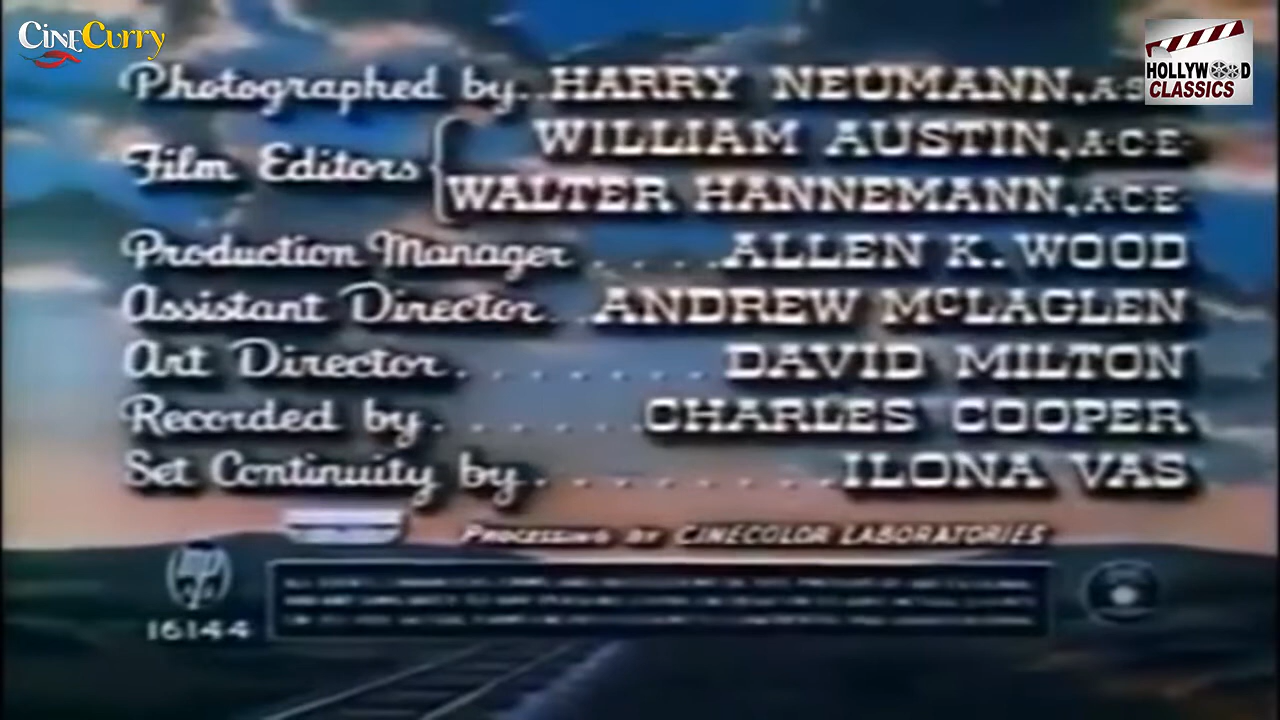 CineCurry
HOLLYWOOD
CLASSICS
Photographed by.. HARRY NEUMANN, A·S
Film Editors { WILLIAM AUSTIN, A·C·E·
WALTER HANNEMANN, A·C·E·
Production Manager . . . . ALLEN K. WOOD
Assistant Director . . ANDREW McLAGLEN
Art Director . . . . . . . . DAVID MILTON
Recorded by . . . . . . CHARLES COOPER
Set Continuity by . . . . . . . . ILONA VAS
PROCESSING BY CINECOLOR LABORATORIES
16144